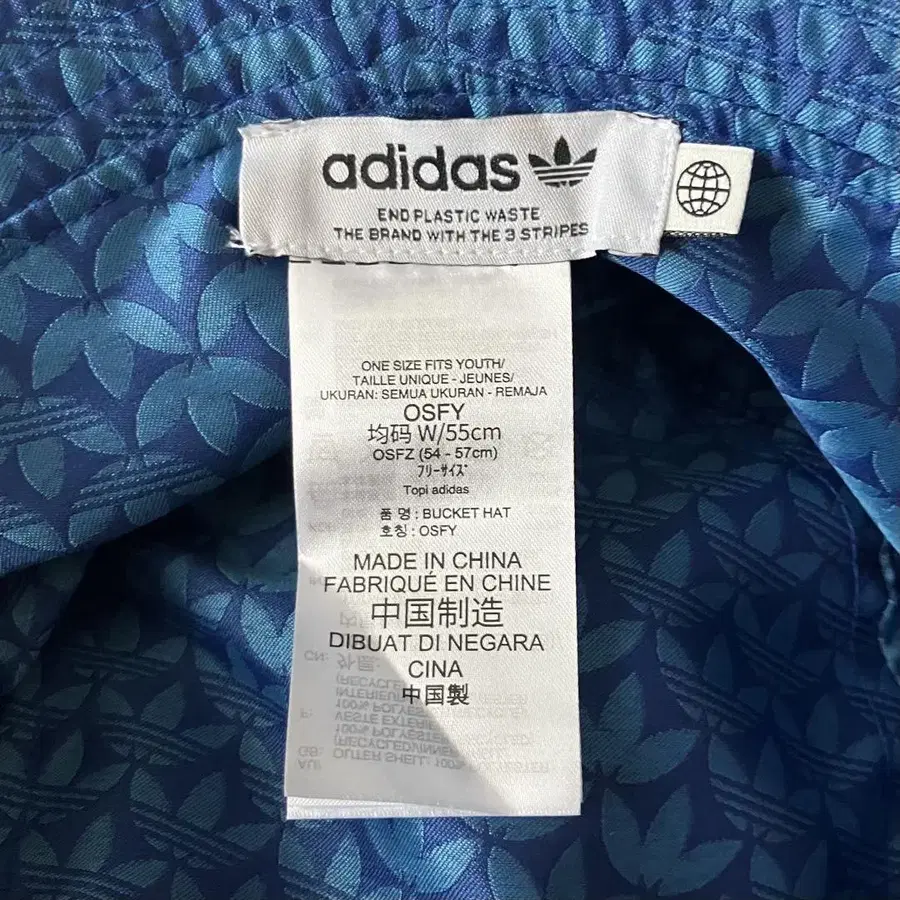 adidas
END PLASTIC WASTE
THE BRAND WITH THE 3 STRIPES
ONE SIZE FITS YOUTH/
TAILLE UNIQUE - JEUNES/
UKURAN: SEMUA UKURAN - REMAJA
OSFY
均码 W/55cm
OSFZ (54 - 57cm)
ﾌﾘｰｻｲｽﾞ
Topi adidas
品 명 : BUCKET HAT
호칭 : OSFY
MADE IN CHINA
FABRIQUÉ EN CHINE
中国制造
DIBUAT DI NEGARA
CINA
中国製